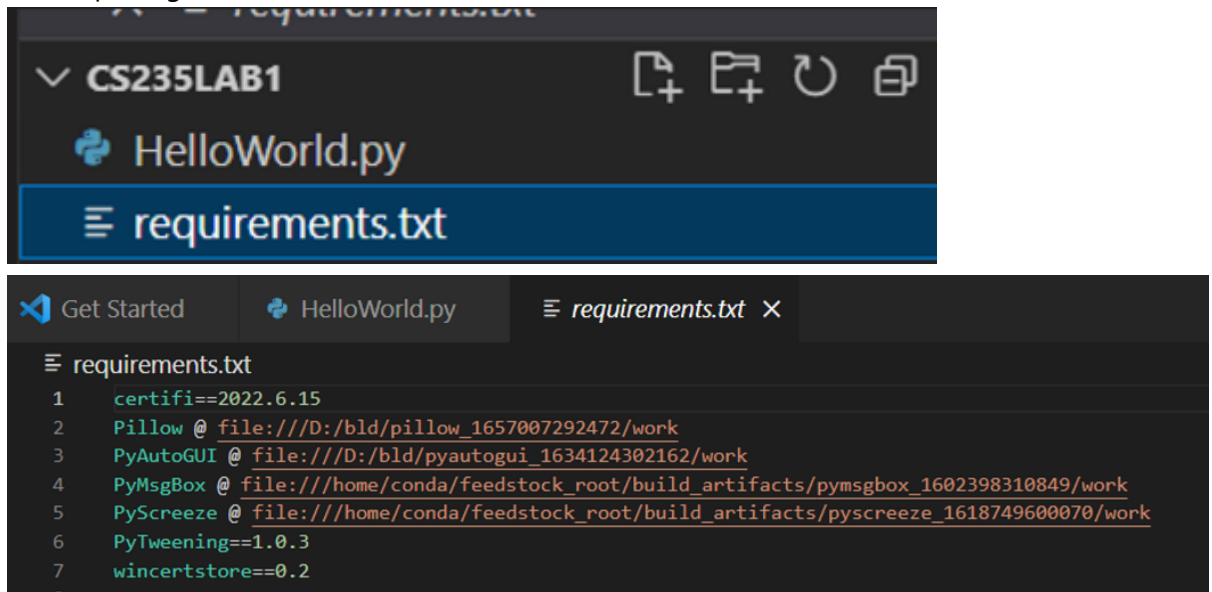 requirements.txt
CS235LAB1
HelloWorld.py
requirements.txt
Get Started HelloWorld.py requirements.txt
requirements.txt
1 certifi==2022.6.15
2 Pillow @ file:///D:/bld/pillow_1657007292472/work
3 PyAutoGUI @ file:///D:/bld/pyautogui_1634124302162/work
4 PyMsgBox @ file:///home/conda/feedstock_root/build_artifacts/pymsgbox_1602398310849/work
5 PyScreeze @ file:///home/conda/feedstock_root/build_artifacts/pyscreeze_1618749600070/work
6 PyTweening==1.0.3
7 wincertstore==0.2